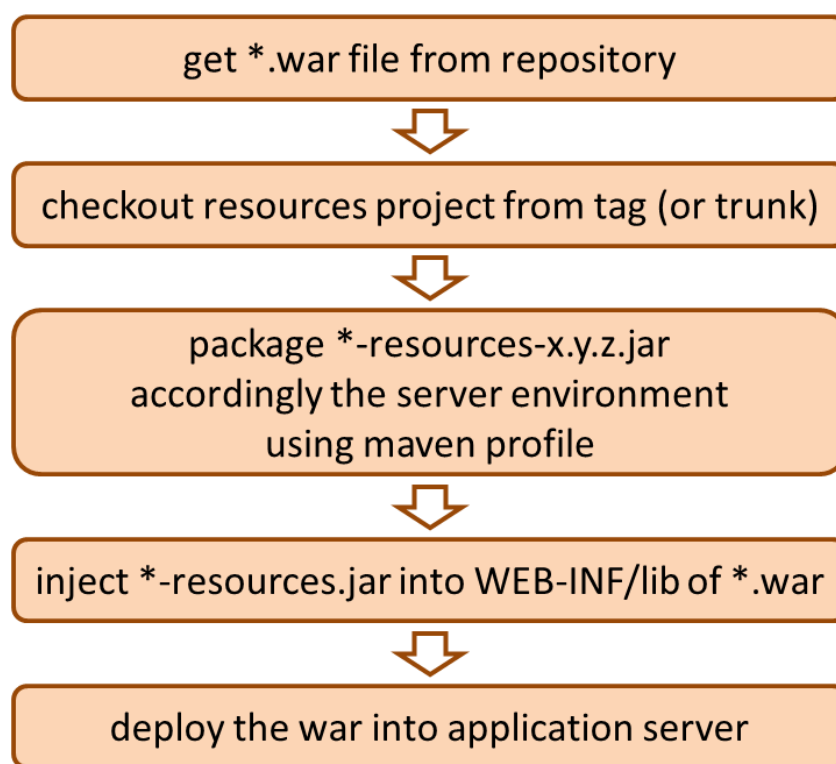 get *.war file from repository
checkout resources project from tag (or trunk)
package *-resources-x.y.z.jar
accordingly the server environment
using maven profile
inject *-resources.jar into WEB-INF/lib of *.war
deploy the war into application server